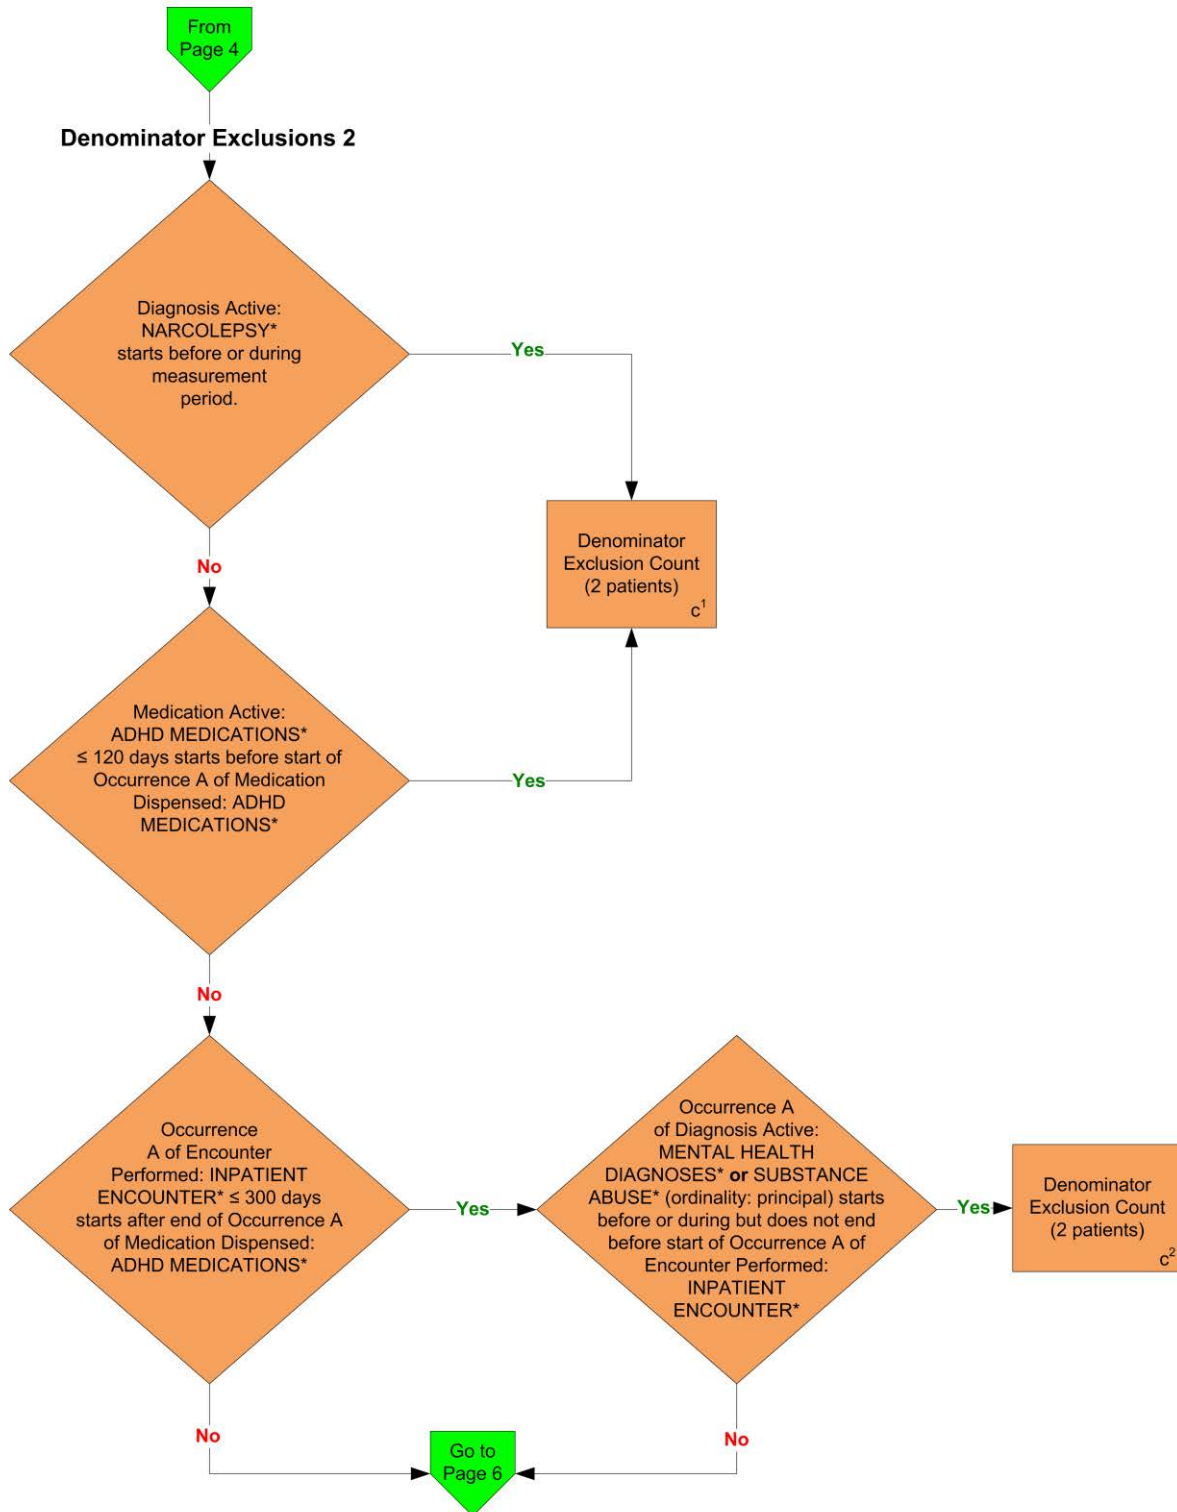 From
Page 4
Denominator Exclusions 2
Diagnosis Active:
NARCOLEPSY*
starts before or during
measurement
period.
Yes
Denominator
Exclusion Count
(2 patients)
c¹
No
Medication Active:
ADHD MEDICATIONS*
≤ 120 days starts before start of
Occurrence A of Medication
Dispensed: ADHD
MEDICATIONS*
Yes
No
Occurrence
A of Encounter
Performed: INPATIENT
ENCOUNTER* ≤ 300 days
starts after end of Occurrence A
of Medication Dispensed:
ADHD MEDICATIONS*
Yes
Occurrence A
of Diagnosis Active:
MENTAL HEALTH
DIAGNOSES* or SUBSTANCE
ABUSE* (ordinality: principal) starts
before or during but does not end
before start of Occurrence A of
Encounter Performed:
INPATIENT
ENCOUNTER*
Yes
Denominator
Exclusion Count
(2 patients)
c²
No
No
Go to
Page 6